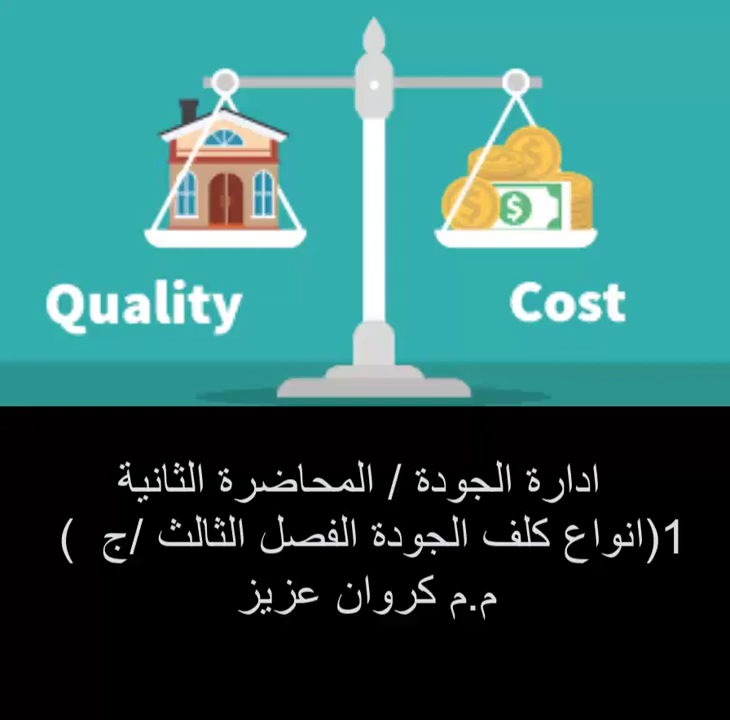 Quality
Cost
ادارة الجودة / المحاضرة الثانية
1(انواع كلف الجودة الفصل الثالث /ج )
م.م كروان عزيز